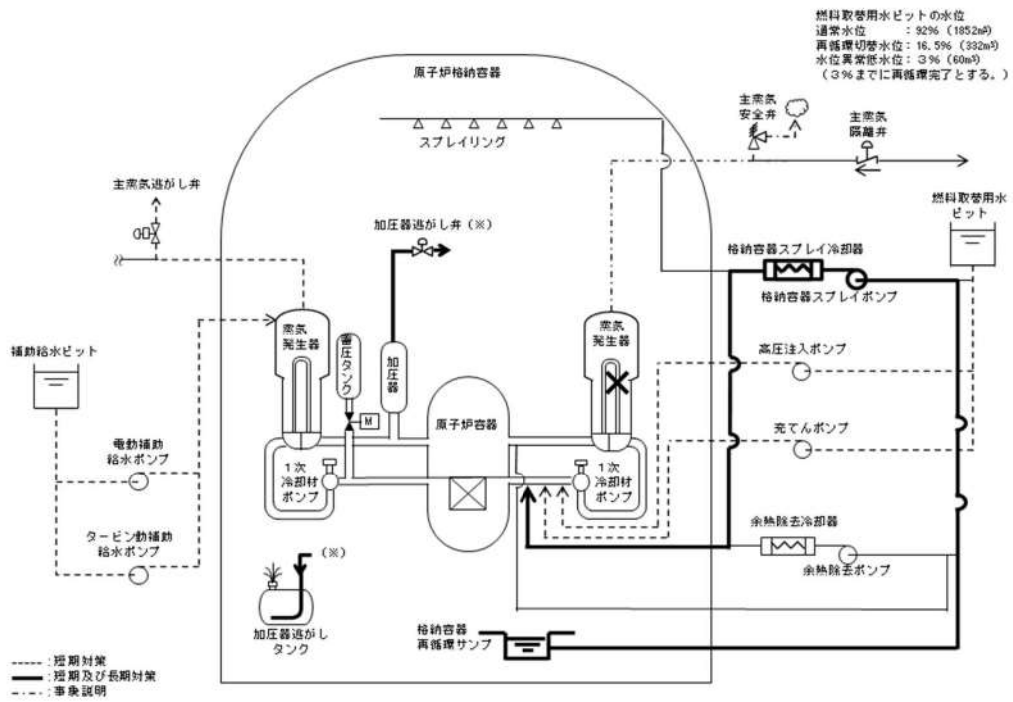 燃料取替用水ピットの水位
通常水位　　　：92% (1852m³)
再循環切替水位：16.5% (332m³)
水位異常低水位：3% (60m³)
（3%までに再循環完了とする。）
原子炉格納容器
スプレイリング
主蒸気
安全弁
主蒸気
隔離弁
主蒸気逃がし弁
加圧器逃がし弁（※）
燃料取替用水
ピット
格納容器スプレイ冷却器
格納容器スプレイポンプ
補助給水ピット
蒸気
発生器
蓄圧タンク
加圧器
蒸気
発生器
高圧注入ポンプ
M
原子炉容器
充てんポンプ
電動補助
給水ポンプ
1次
冷却材
ポンプ
1次
冷却材
ポンプ
タービン動補助
給水ポンプ
余熱除去冷却器
余熱除去ポンプ
（※）
加圧器逃がし
タンク
格納容器
再循環サンプ
：短期対策
：短期及び長期対策
：事象説明